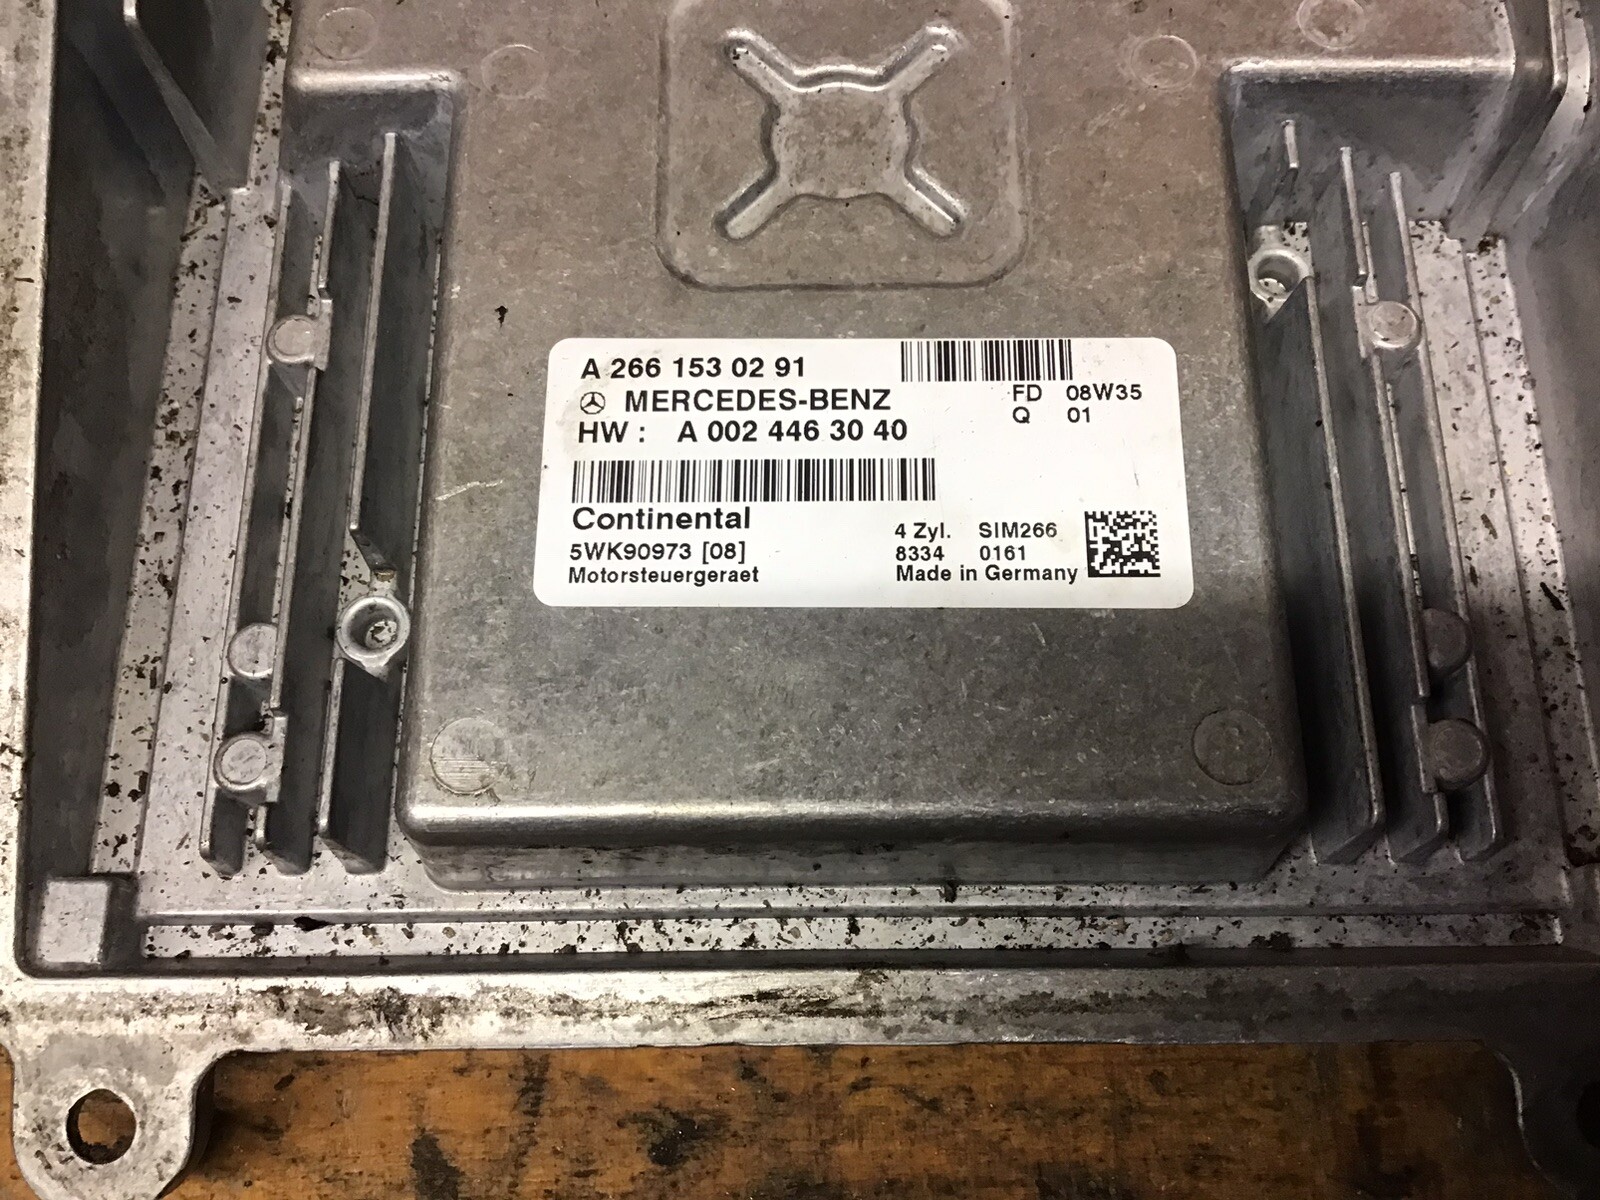 A 266 153 02 91
MERCEDES-BENZ
FD 08W35
HW : A 002 446 30 40
Q 01
Continental
5WK90973 [08]
Motorsteuergeraet
4 Zyl. SIM266
8334 0161
Made in Germany